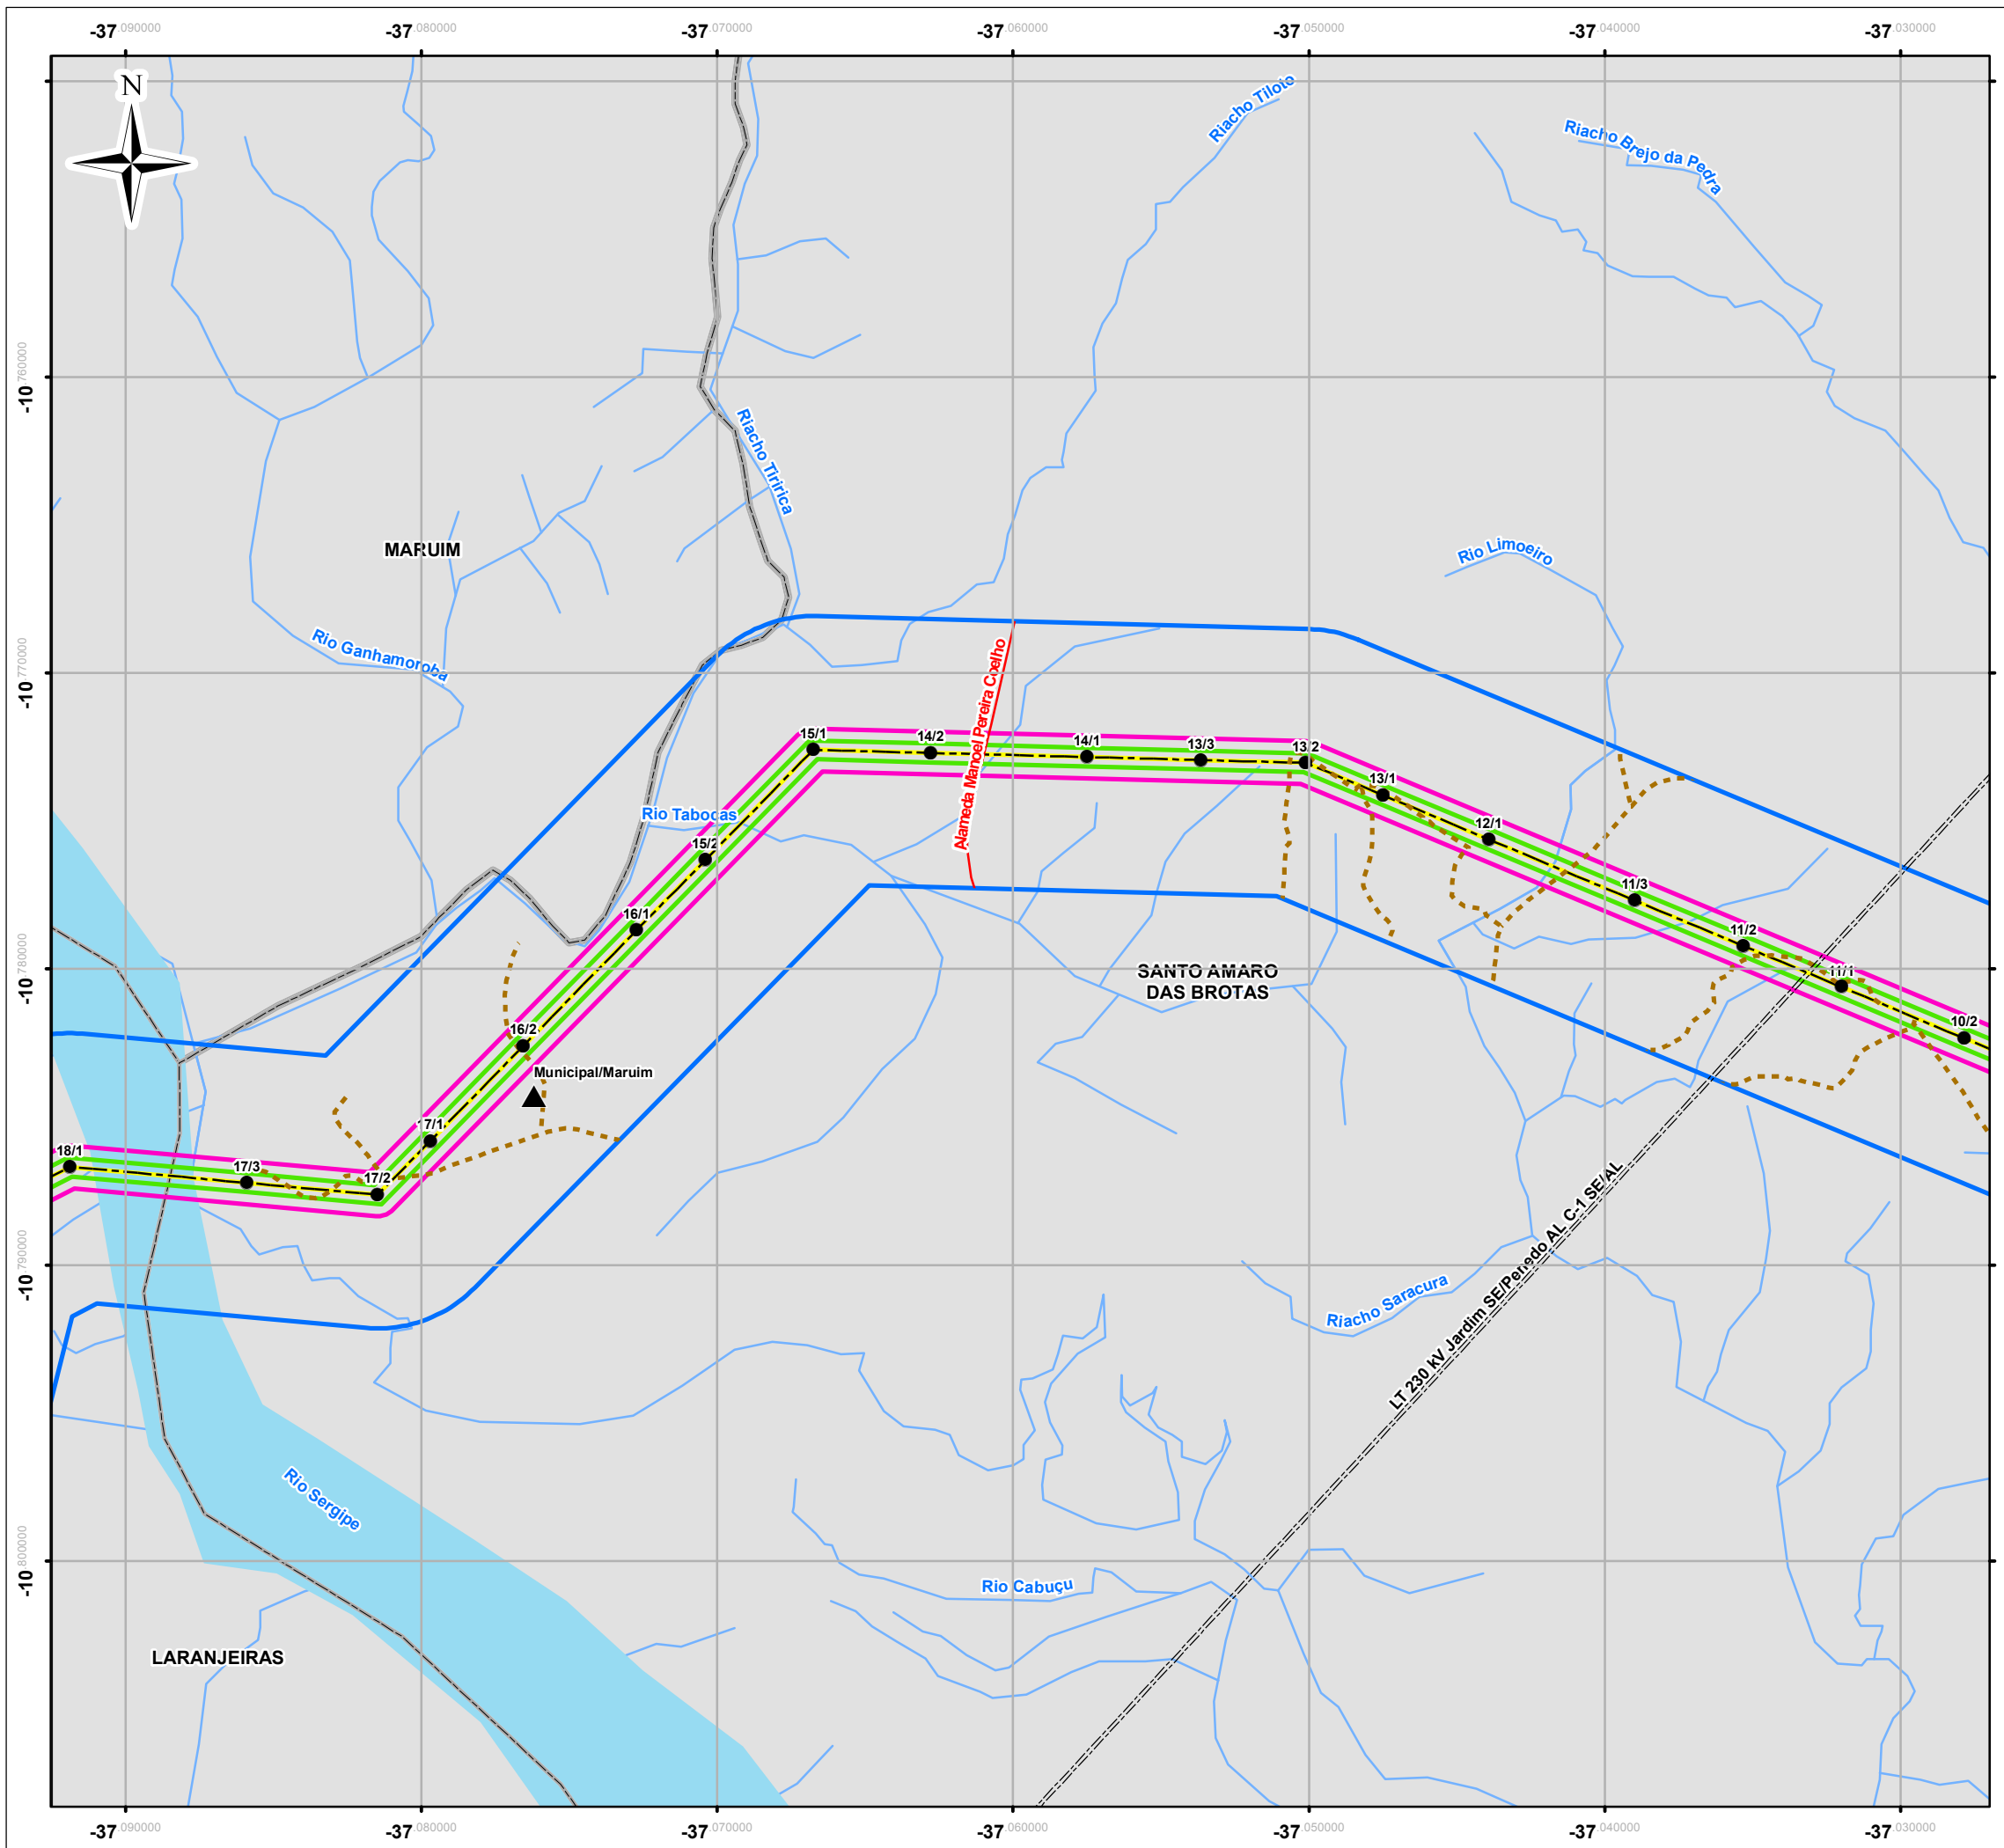 -37.090000 -37.080000 -37.070000 -37.060000 -37.050000 -37.040000 -37.030000
N
Riacho Tiloto
Riacho Brejo da Pedra
-10.760000
Riacho Tiririca
MARUIM
Rio Limoeiro
Rio Ganhamoroba
-10.770000
Alameda Manoel Pereira Coelho
15/1
14/2
14/1
13/3
13/2
13/1
Rio Tabocas
12/1
15/2
11/3
16/1
11/2
-10.780000
SANTO AMARO
DAS BROTAS
11/1
10/2
16/2
Municipal/Maruim
17/1
18/1
17/3
17/2
LT 230 kV Jardim SE/Penedo AL C-1 SE/AL
-10.790000
Riacho Saracura
Rio Sergipe
-10.800000
Rio Cabuçu
LARANJEIRAS
-37.090000 -37.080000 -37.070000 -37.060000 -37.050000 -37.040000 -37.030000